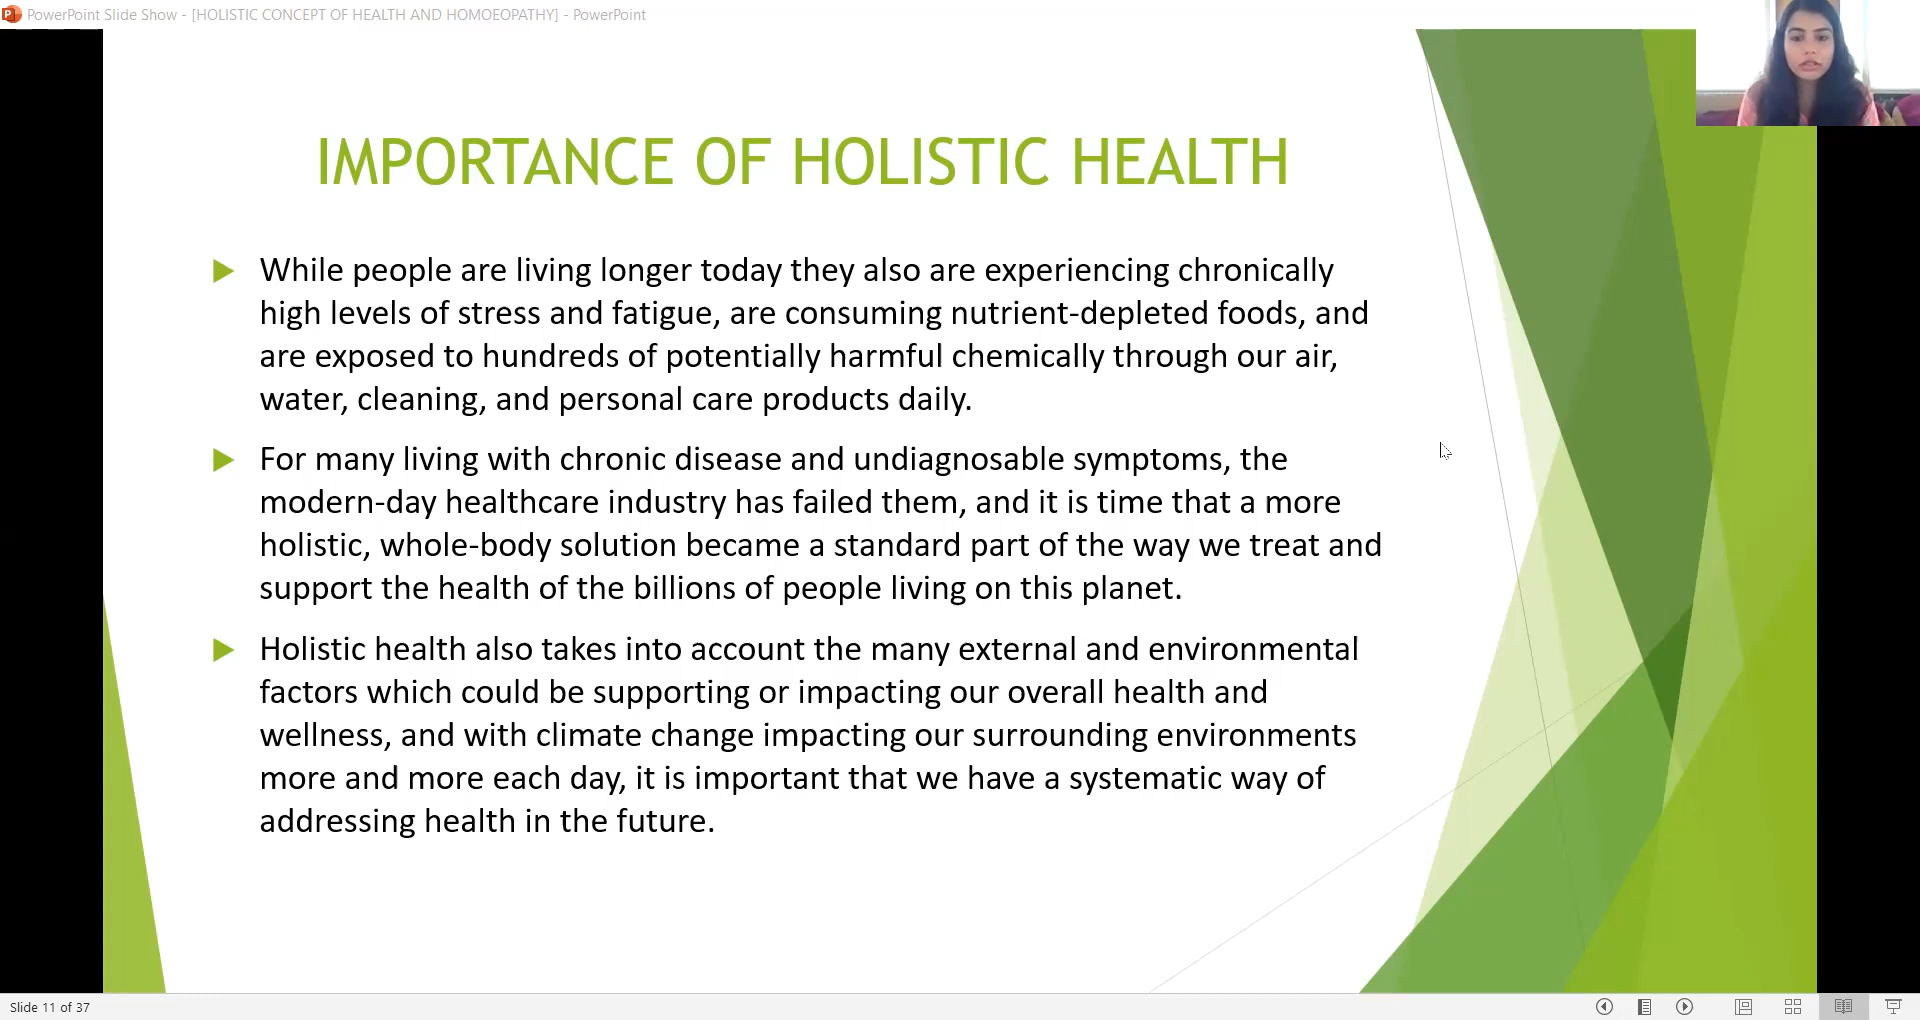 PowerPoint Slide Show - [HOLISTIC CONCEPT OF HEALTH AND HOMOEOPATHY] - PowerPoint
IMPORTANCE OF HOLISTIC HEALTH
While people are living longer today they also are experiencing chronically
high levels of stress and fatigue, are consuming nutrient-depleted foods, and
are exposed to hundreds of potentially harmful chemically through our air,
water, cleaning, and personal care products daily.
For many living with chronic disease and undiagnosable symptoms, the
modern-day healthcare industry has failed them, and it is time that a more
holistic, whole-body solution became a standard part of the way we treat and
support the health of the billions of people living on this planet.
Holistic health also takes into account the many external and environmental
factors which could be supporting or impacting our overall health and
wellness, and with climate change impacting our surrounding environments
more and more each day, it is important that we have a systematic way of
addressing health in the future.
Slide 11 of 37